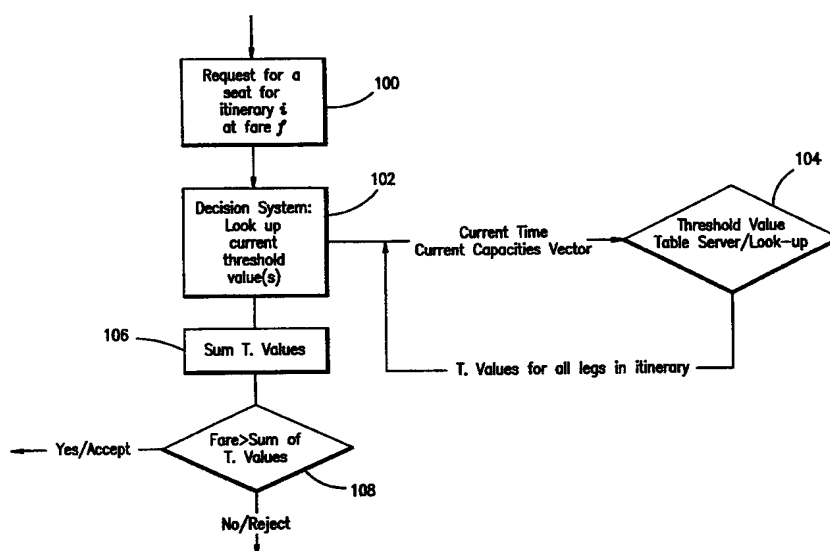 Request for a
seat for
itinerary i
at fare f
100
102
Decision System:
Look up
current
threshold
value(s)
Current Time
Current Capacities Vector
104
Threshold Value
Table Server/Look-up
106
Sum T. Values
T. Values for all legs in itinerary
Yes/Accept
Fare>Sum of
T. Values
108
No/Reject